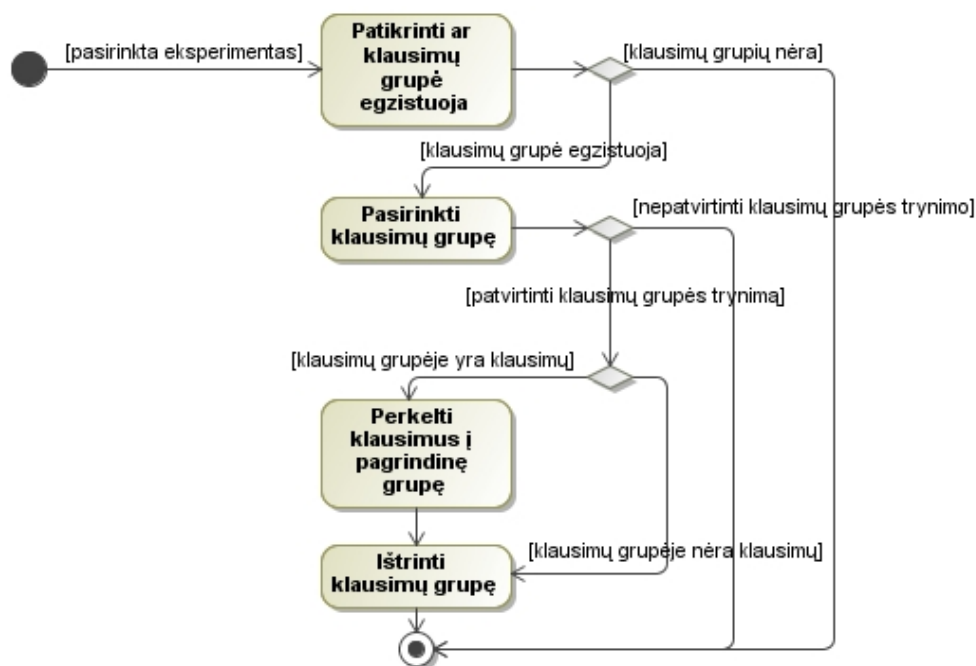 [pasirinkta eksperimentas]
Patikrinti ar
klausimų
grupė
egzistuoja
[klausimų grupių nėra]
[klausimų grupė egzistuoja]
Pasirinkti
klausimų grupę
[nepatvirtinti klausimų grupės trynimo]
[patvirtinti klausimų grupės trynimą]
[klausimų grupėje yra klausimų]
Perkelti
klausimus į
pagrindinę
grupę
[klausimų grupėje nėra klausimų]
Ištrinti
klausimų grupę